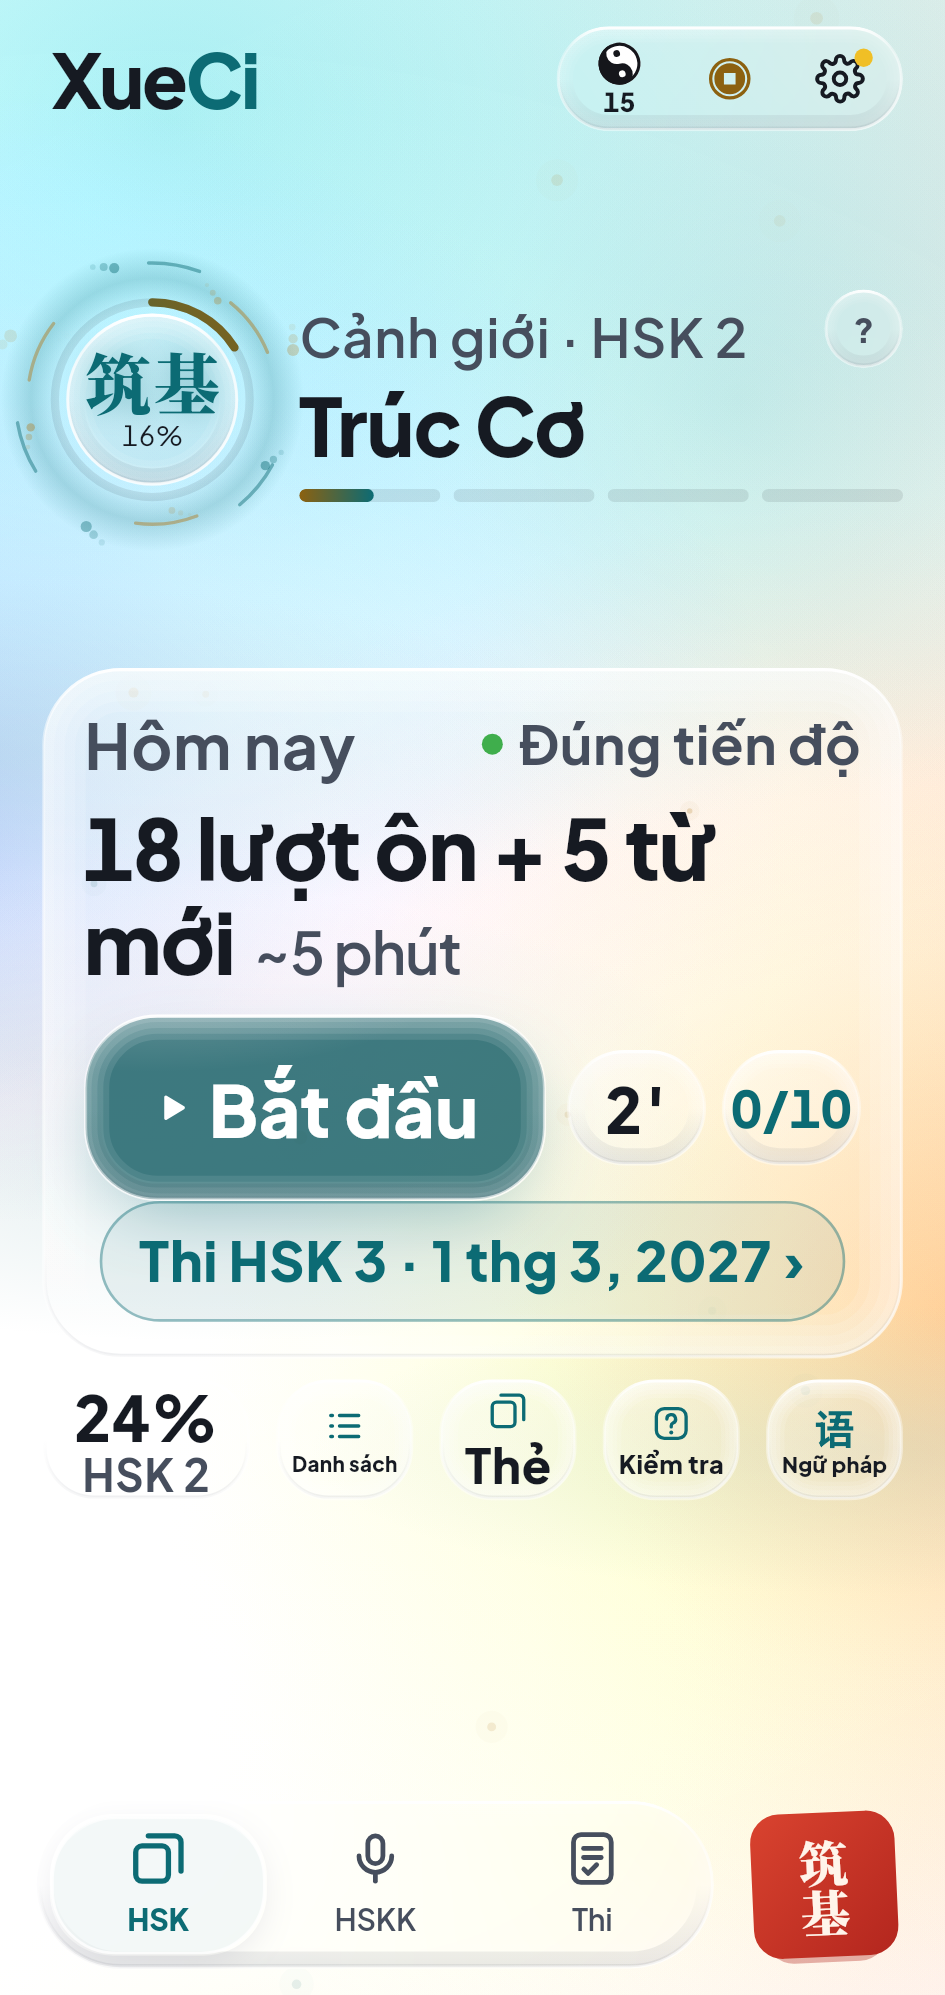 XueCi
15
筑基
16%
Cảnh giới · HSK 2
?
Trúc Cơ
Hôm nay
Đúng tiến độ
18 lượt ôn + 5 từ
mới ~5 phút
Bắt đầu
2'
0/10
Thi HSK 3 · 1 thg 3, 2027 ›
24%
HSK 2
Danh sách
Thẻ
Kiểm tra
语
Ngữ pháp
HSK
HSKK
Thi
筑
基